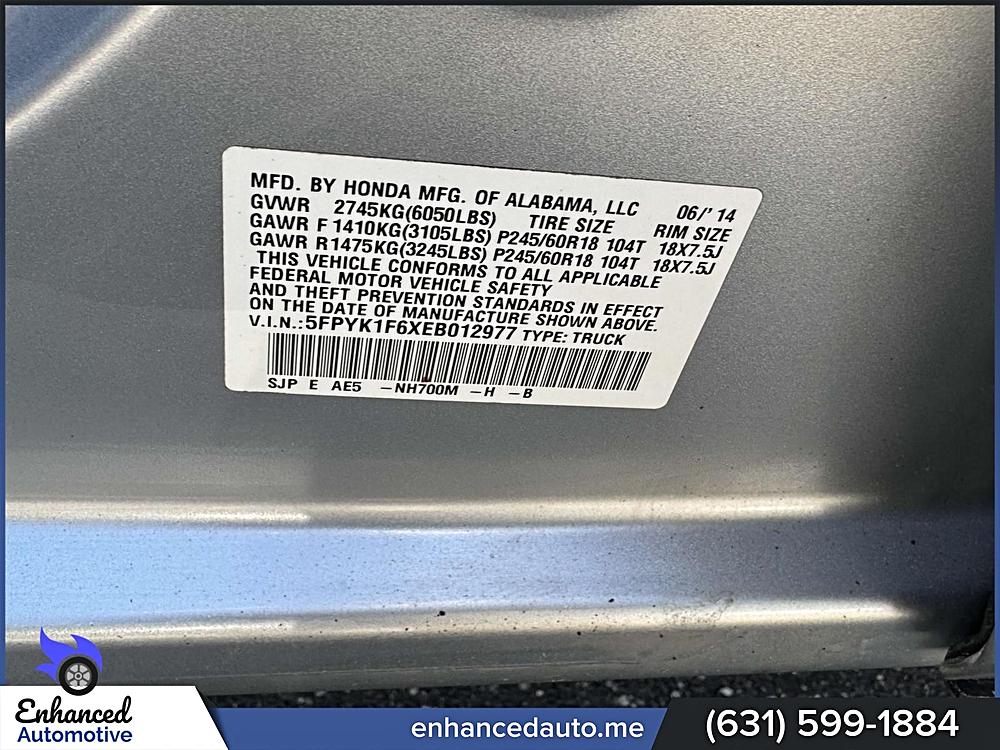 MFD. BY HONDA MFG. OF ALABAMA, LLC 06/' 14
GVWR 2745KG(6050LBS) TIRE SIZE RIM SIZE
GAWR F 1410KG(3105LBS) P245/60R18 104T 18X7.5J
GAWR R 1475KG(3245LBS) P245/60R18 104T 18X7.5J
THIS VEHICLE CONFORMS TO ALL APPLICABLE
FEDERAL MOTOR VEHICLE SAFETY
AND THEFT PREVENTION STANDARDS IN EFFECT
ON THE DATE OF MANUFACTURE SHOWN ABOVE.
V.I.N.:5FPYK1F6XEB012977 TYPE: TRUCK
SJP E AE5 -NH700M -H -B
Enhanced
Automotive
enhancedauto.me
(631) 599-1884